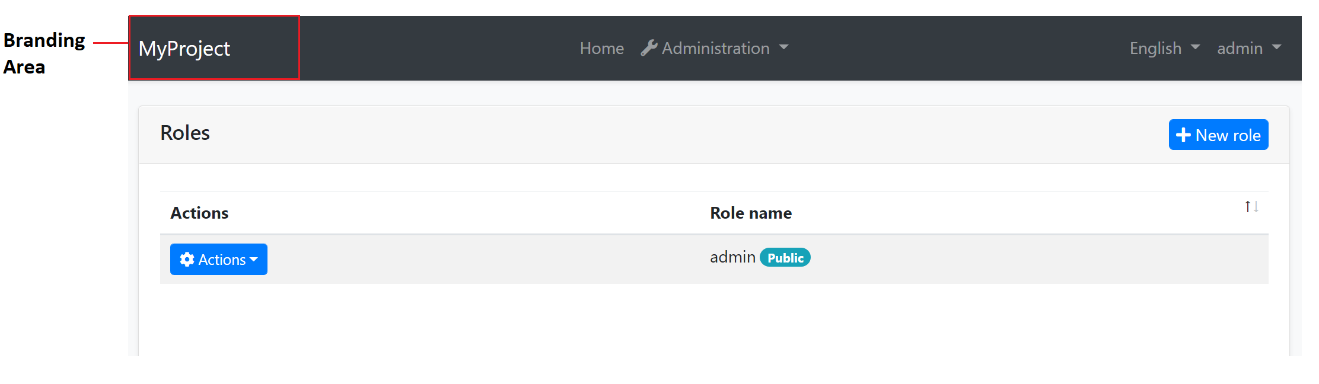 Branding
Area
MyProject
Home Administration
English admin
Roles
New role
Actions Role name
Actions admin Public